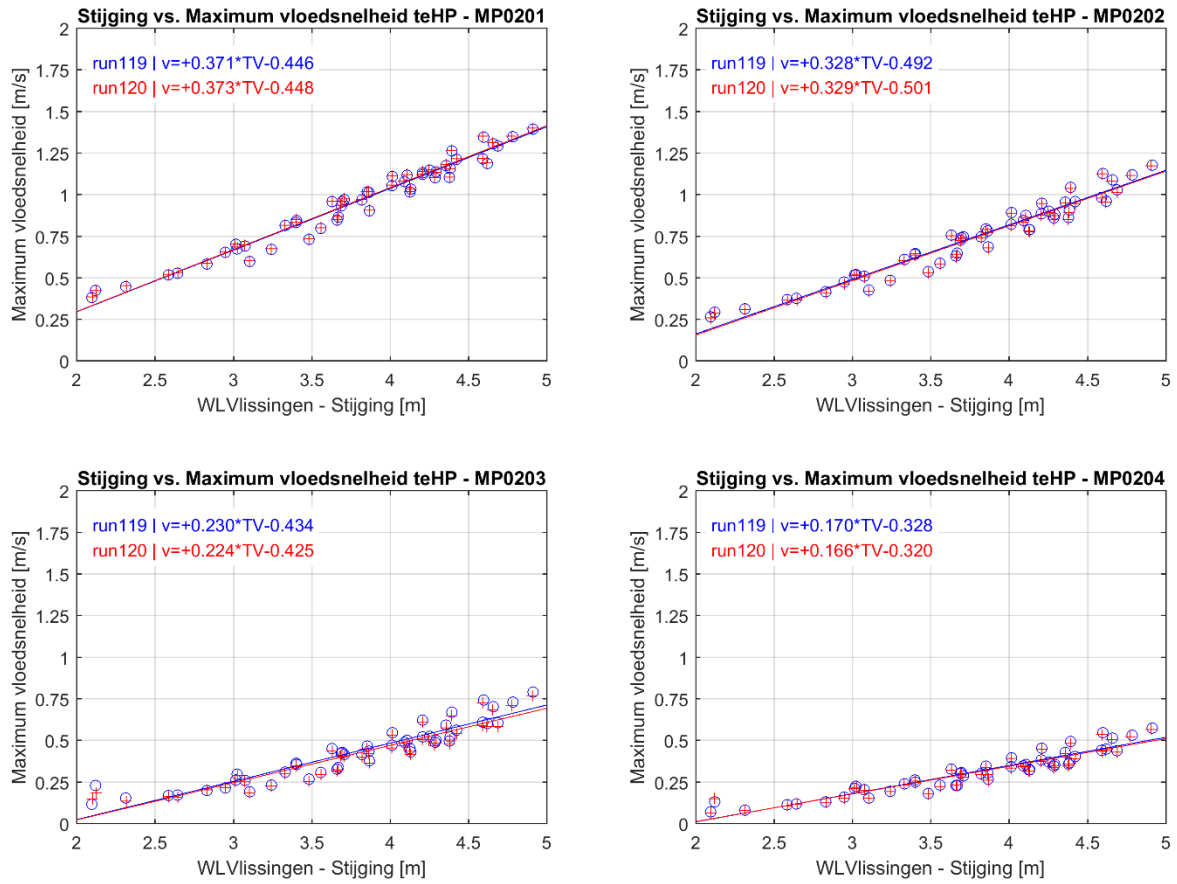 Stijging vs. Maximum vloedsnelheid teHP - MP0201
2
1.75
1.5
1.25
1
0.75
0.5
0.25
0
Maximum vloedsnelheid [m/s]
run119 | v=+0.371*TV-0.446
run120 | v=+0.373*TV-0.448
2 2.5 3 3.5 4 4.5 5
WLVlissingen - Stijging [m]
Stijging vs. Maximum vloedsnelheid teHP - MP0202
2
1.75
1.5
1.25
1
0.75
0.5
0.25
0
Maximum vloedsnelheid [m/s]
run119 | v=+0.328*TV-0.492
run120 | v=+0.329*TV-0.501
2 2.5 3 3.5 4 4.5 5
WLVlissingen - Stijging [m]
Stijging vs. Maximum vloedsnelheid teHP - MP0203
2
1.75
1.5
1.25
1
0.75
0.5
0.25
0
Maximum vloedsnelheid [m/s]
run119 | v=+0.230*TV-0.434
run120 | v=+0.224*TV-0.425
2 2.5 3 3.5 4 4.5 5
WLVlissingen - Stijging [m]
Stijging vs. Maximum vloedsnelheid teHP - MP0204
2
1.75
1.5
1.25
1
0.75
0.5
0.25
0
Maximum vloedsnelheid [m/s]
run119 | v=+0.170*TV-0.328
run120 | v=+0.166*TV-0.320
2 2.5 3 3.5 4 4.5 5
WLVlissingen - Stijging [m]